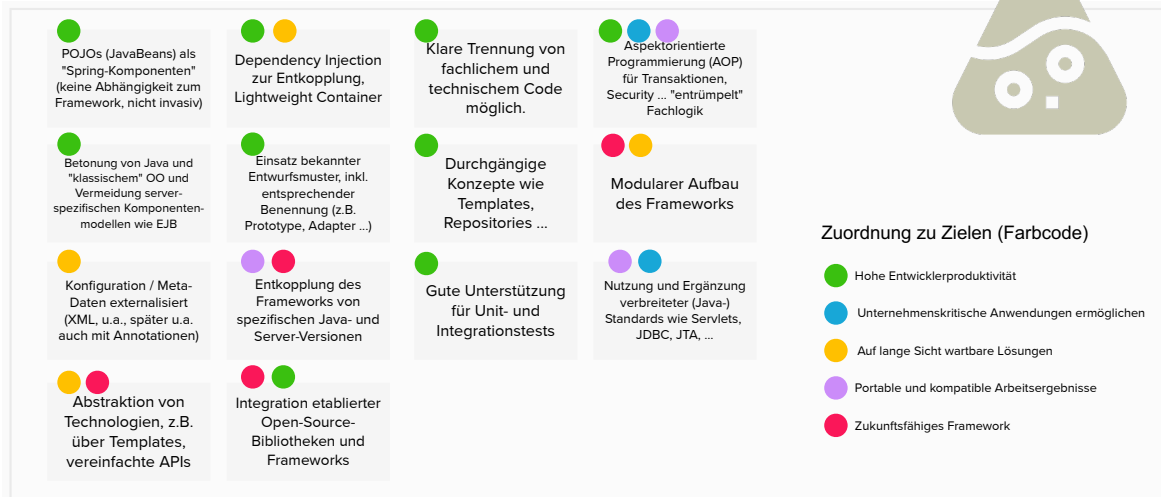 POJOs (JavaBeans) als
"Spring-Komponenten"
(keine Abhängigkeit zum
Framework, nicht invasiv)
Dependency Injection
zur Entkopplung,
Lightweight Container
Klare Trennung von
fachlichem und
technischem Code
möglich.
Aspektorientierte
Programmierung (AOP)
für Transaktionen,
Security ... "entrümpelt"
Fachlogik
Betonung von Java und
"klassischem" OO und
Vermeidung server-
spezifischen Komponenten-
modellen wie EJB
Einsatz bekannter
Entwurfsmuster, inkl.
entsprechender
Benennung (z.B.
Prototype, Adapter ...)
Durchgängige
Konzepte wie
Templates,
Repositories ...
Modularer Aufbau
des Frameworks
Konfiguration / Meta-
Daten externalisiert
(XML, u.a., später u.a.
auch mit Annotationen)
Entkopplung des
Frameworks von
spezifischen Java- und
Server-Versionen
Gute Unterstützung
für Unit- und
Integrationstests
Nutzung und Ergänzung
verbreiteter (Java-)
Standards wie Servlets,
JDBC, JTA, ...
Abstraktion von
Technologien, z.B.
über Templates,
vereinfachte APIs
Integration etablierter
Open-Source-
Bibliotheken und
Frameworks
Zuordnung zu Zielen (Farbcode)
Hohe Entwicklerproduktivität
Unternehmenskritische Anwendungen ermöglichen
Auf lange Sicht wartbare Lösungen
Portable und kompatible Arbeitsergebnisse
Zukunftsfähiges Framework